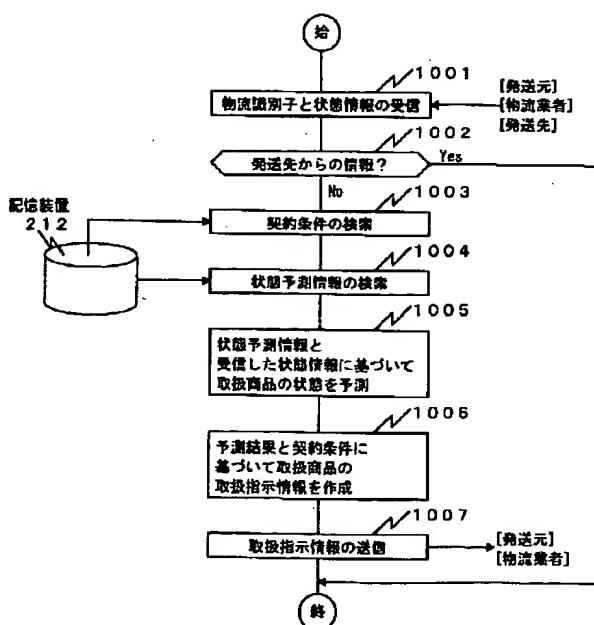 始
1001
物流識別子と状態情報の受信
[発送元]
[物流業者]
[発送先]
1002
発送先からの情報?
Yes
No
記信装置
212
1003
契約条件の検索
1004
状態予測情報の検索
1005
状態予測情報と
受信した状態情報に基づいて
取扱商品の状態を予測
1006
予測結果と契約条件に
基づいて取扱商品の
取扱指示情報を作成
1007
取扱指示情報の送信
[発送元]
[物流業者]
終